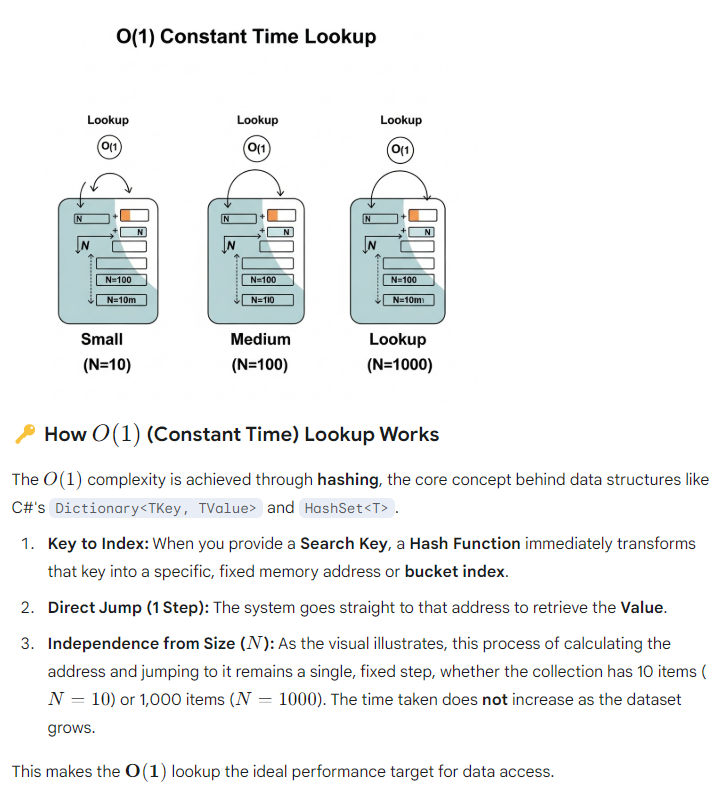 O(1) Constant Time Lookup
Lookup Lookup Lookup
O(1 O(1 O(1
N + N + N +
+ N + N + N
N N N
N=100 N=100 N=100
N=10m N=110 N=10m
Small Medium Lookup
(N=10) (N=100) (N=1000)
🔑 How O(1) (Constant Time) Lookup Works
The O(1) complexity is achieved through hashing, the core concept behind data structures like
C#'s Dictionary<TKey, TValue> and HashSet<T> .
1. Key to Index: When you provide a Search Key, a Hash Function immediately transforms
that key into a specific, fixed memory address or bucket index.
2. Direct Jump (1 Step): The system goes straight to that address to retrieve the Value.
3. Independence from Size (N): As the visual illustrates, this process of calculating the
address and jumping to it remains a single, fixed step, whether the collection has 10 items (
N = 10) or 1,000 items (N = 1000). The time taken does not increase as the dataset
grows.
This makes the O(1) lookup the ideal performance target for data access.